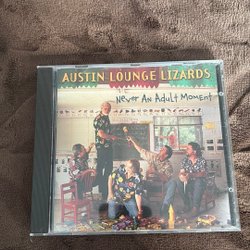 AUSTIN LOUNGE LIZARDS
Never An Adult Moment